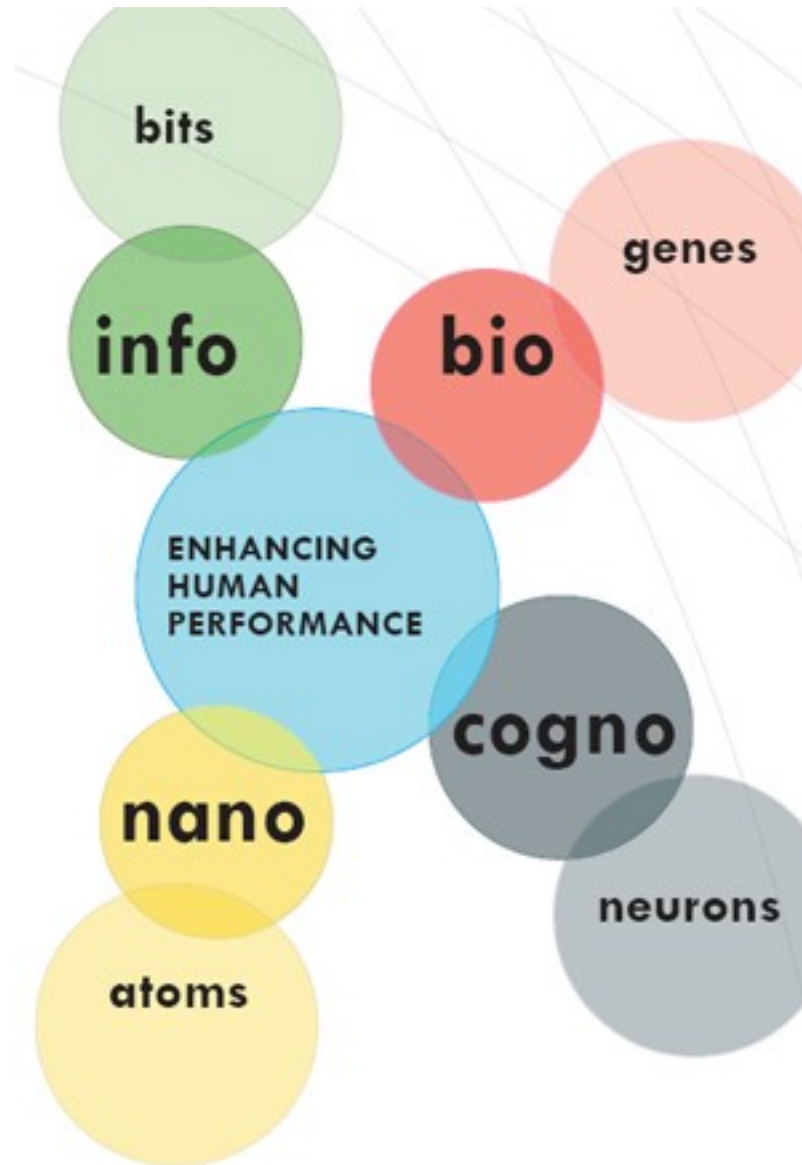 bits
genes
info
bio
ENHANCING
HUMAN
PERFORMANCE
cogno
nano
neurons
atoms